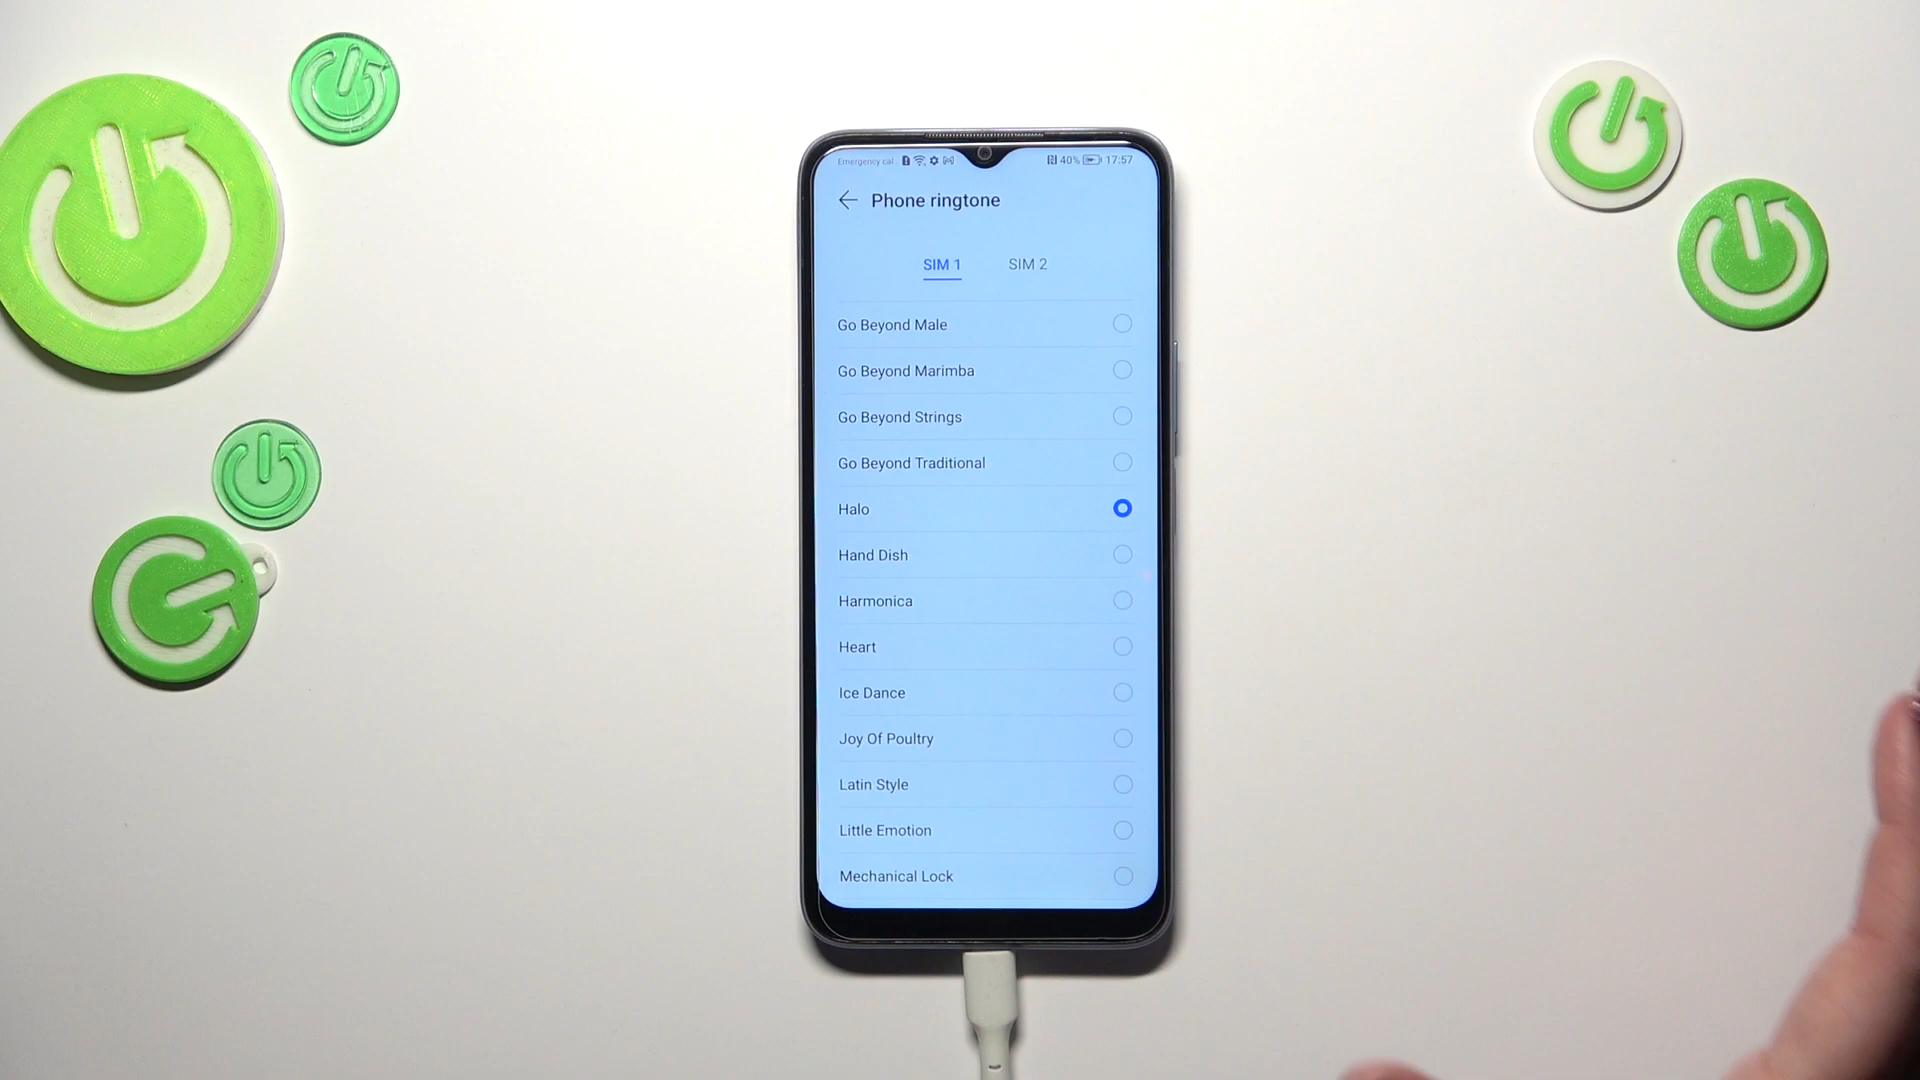 Emergency cal 40% 17:57
Phone ringtone
SIM 1 SIM 2
Go Beyond Male
Go Beyond Marimba
Go Beyond Strings
Go Beyond Traditional
Halo
Hand Dish
Harmonica
Heart
Ice Dance
Joy Of Poultry
Latin Style
Little Emotion
Mechanical Lock